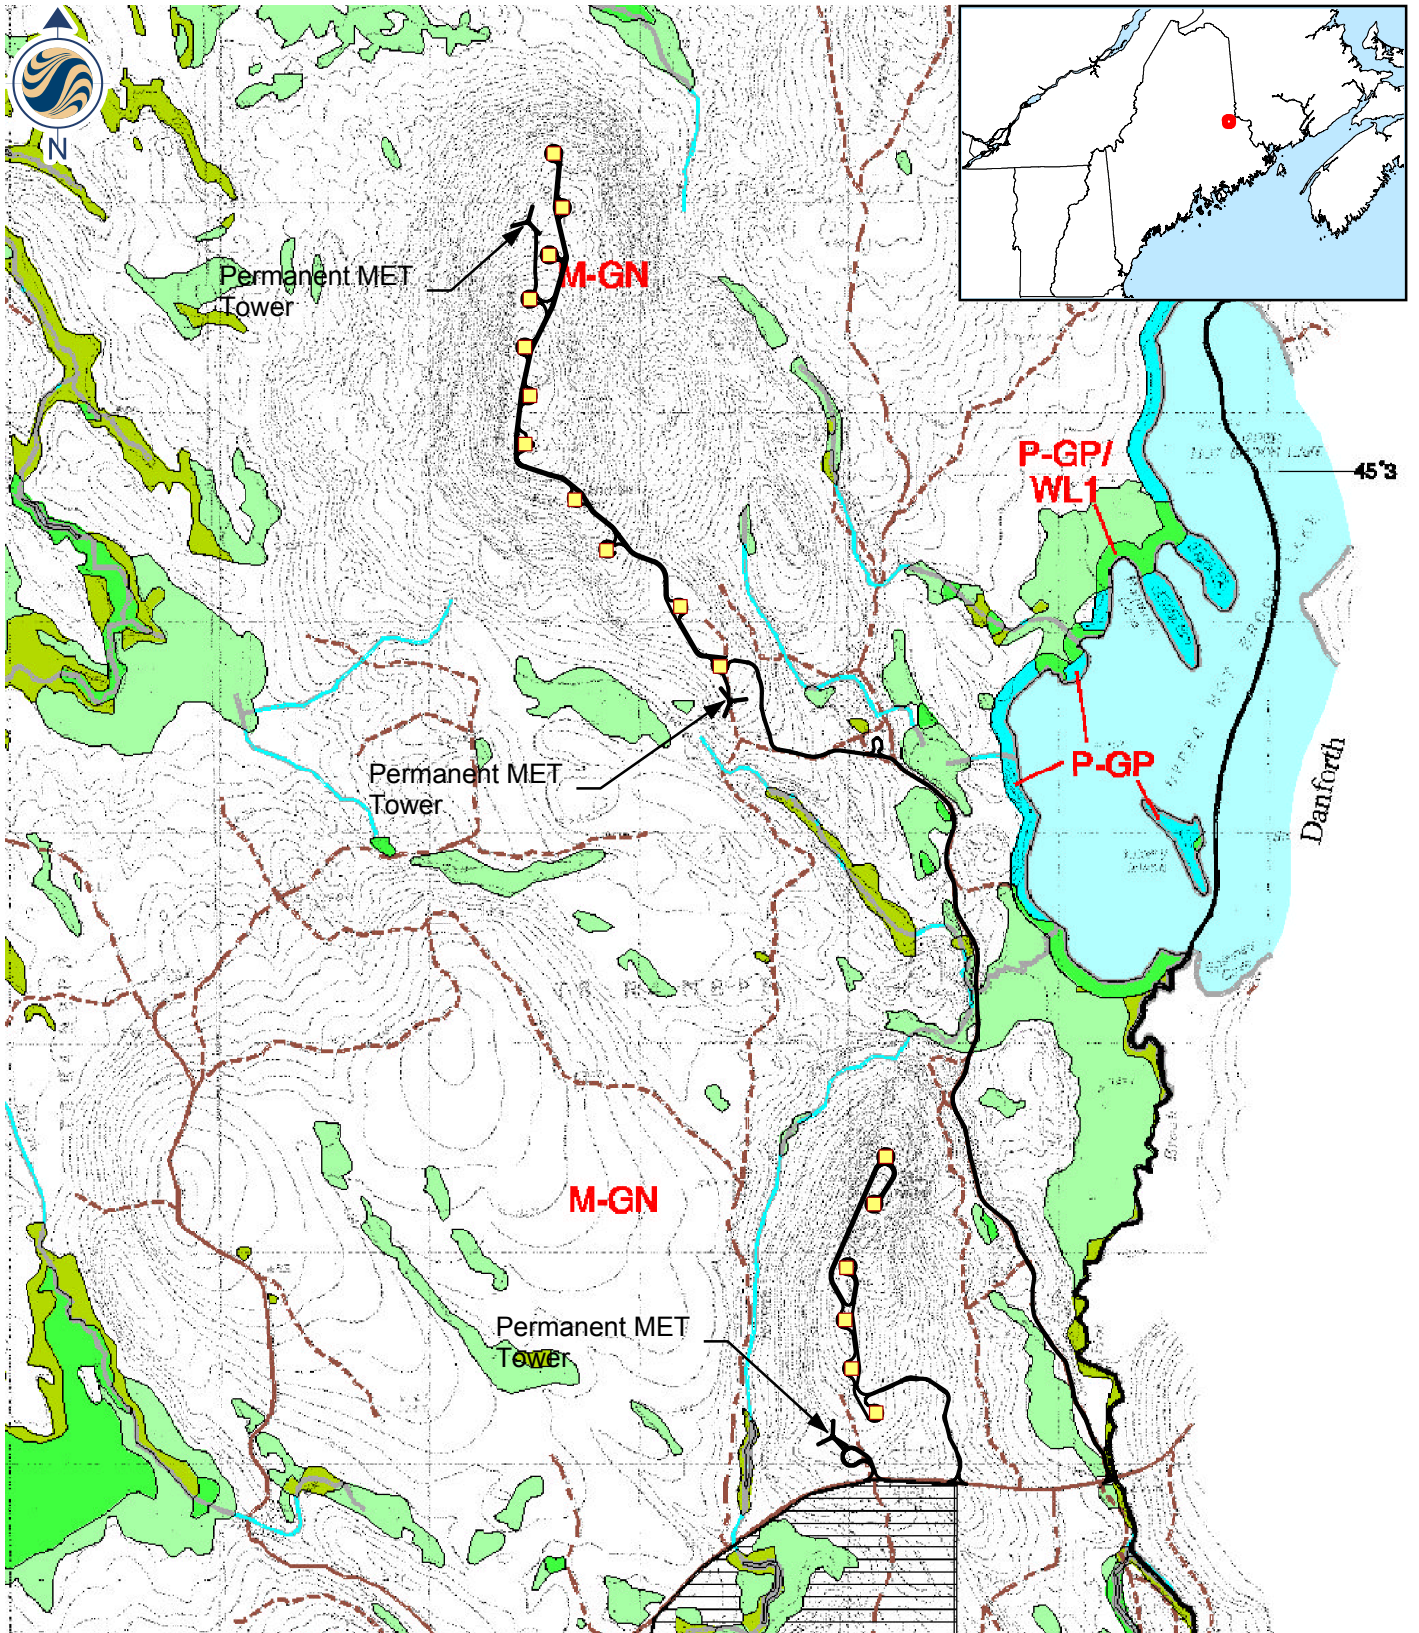 N
Permanent MET
Tower
M-GN
P-GP/
WL1
45°3
Permanent MET
Tower
P-GP
Danforth
M-GN
Permanent MET
Tower